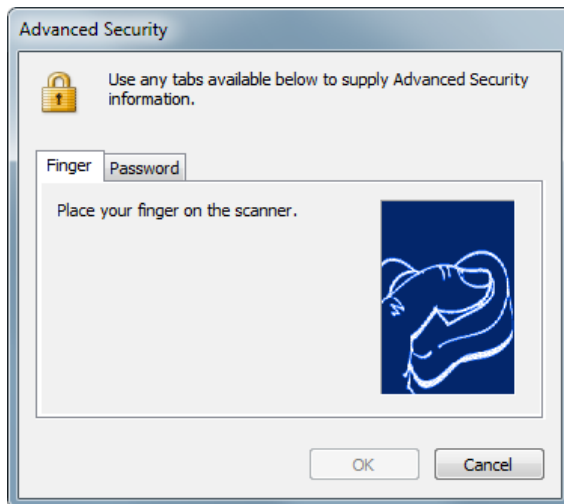 Advanced Security
Use any tabs available below to supply Advanced Security
information.
Finger
Password
Place your finger on the scanner.
OK
Cancel